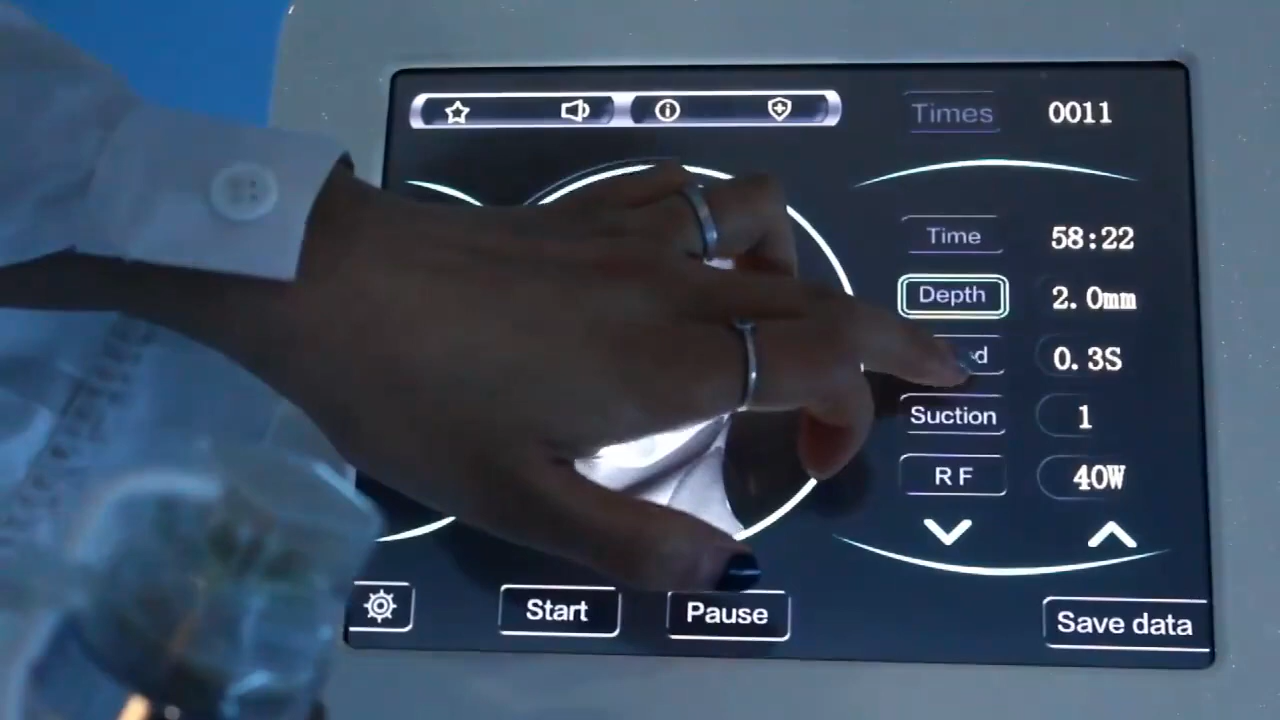 Times 0011
Time 58:22
Depth 2.0mm
0.3S
Suction 1
RF 40W
Start Pause Save data